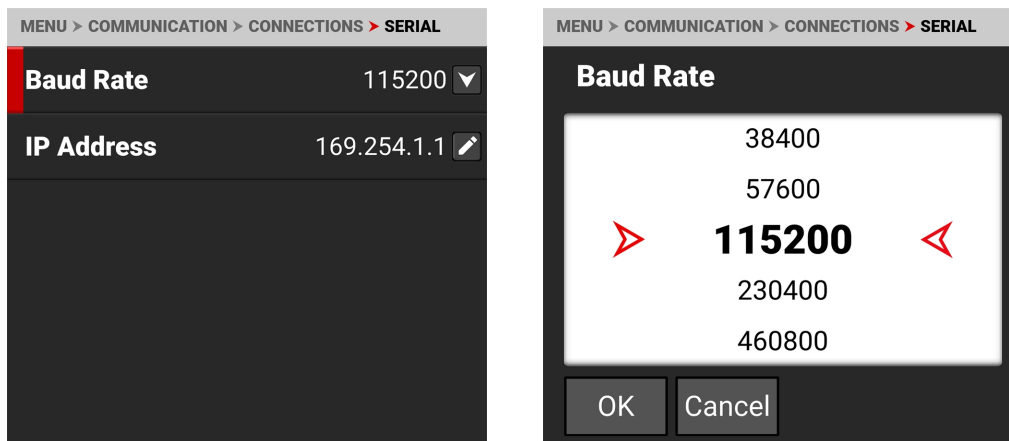 MENU ➤ COMMUNICATION ➤ CONNECTIONS ➤ SERIAL
Baud Rate 115200
IP Address 169.254.1.1
MENU ➤ COMMUNICATION ➤ CONNECTIONS ➤ SERIAL
Baud Rate
38400
57600
115200
230400
460800
OK Cancel